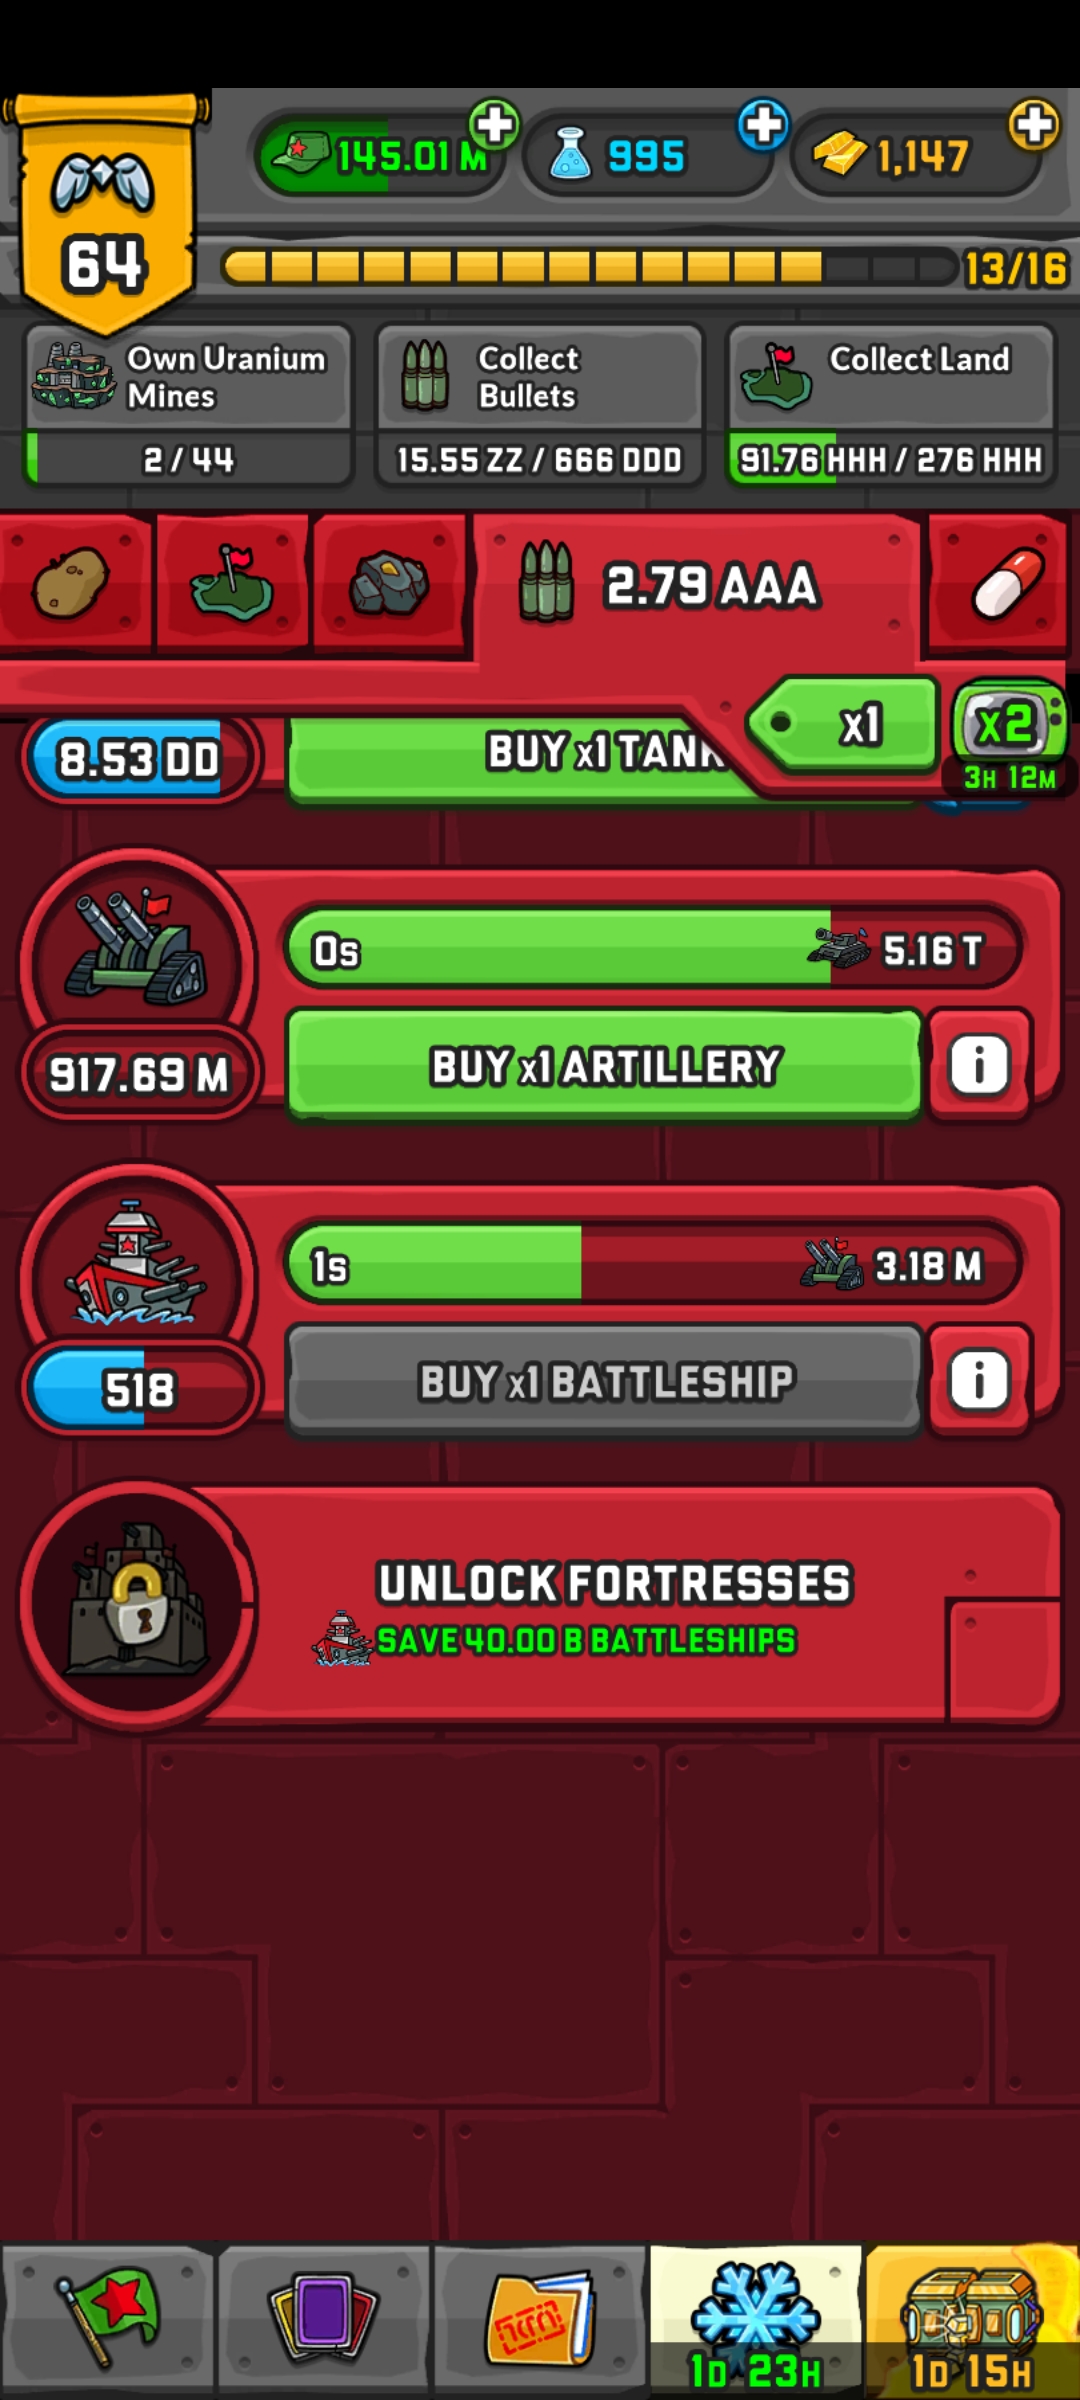 145.01 M
995
1,147
64
13/16
Own Uranium
Mines
2 / 44
Collect
Bullets
15.55 ZZ / 666 DDD
Collect Land
91.76 HHH / 276 HHH
2.79 AAA
x1
x2
3H 12M
8.53 DD
BUY x1 TANK
0s
5.16 T
917.69 M
BUY x1 ARTILLERY
i
1s
3.18 M
518
BUY x1 BATTLESHIP
i
UNLOCK FORTRESSES
SAVE 40.00 B BATTLESHIPS
1D 23H
1D 15H